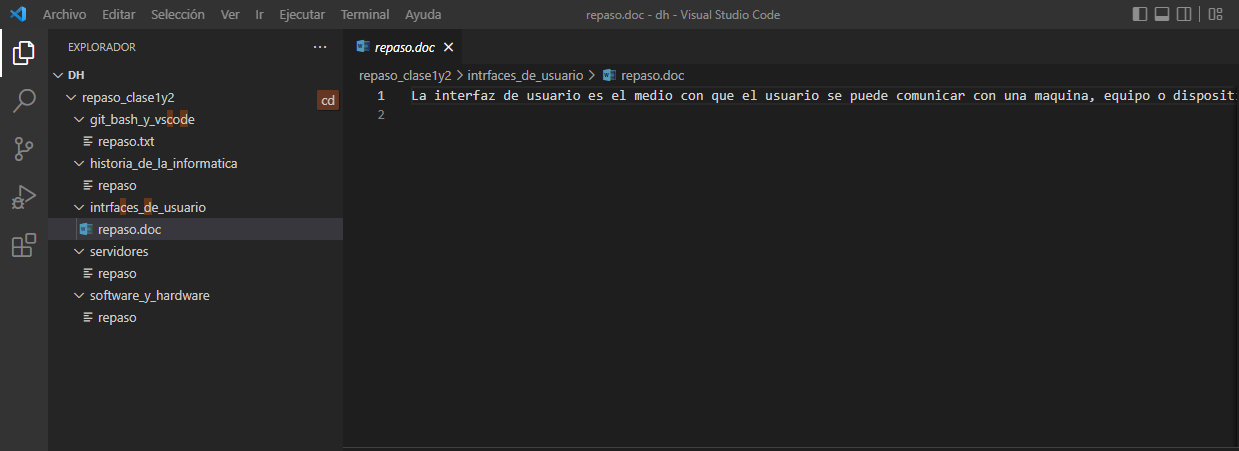 Archivo Editar Selección Ver Ir Ejecutar Terminal Ayuda repaso.doc - dh - Visual Studio Code
EXPLORADOR
repaso.doc
DH
repaso_clase1y2 > intrfaces_de_usuario > repaso.doc
repaso_clase1y2
cd
1 La interfaz de usuario es el medio con que el usuario se puede comunicar con una maquina, equipo o disposit
2
git_bash_y_vscode
repaso.txt
historia_de_la_informatica
repaso
intrfaces_de_usuario
repaso.doc
servidores
repaso
software_y_hardware
repaso